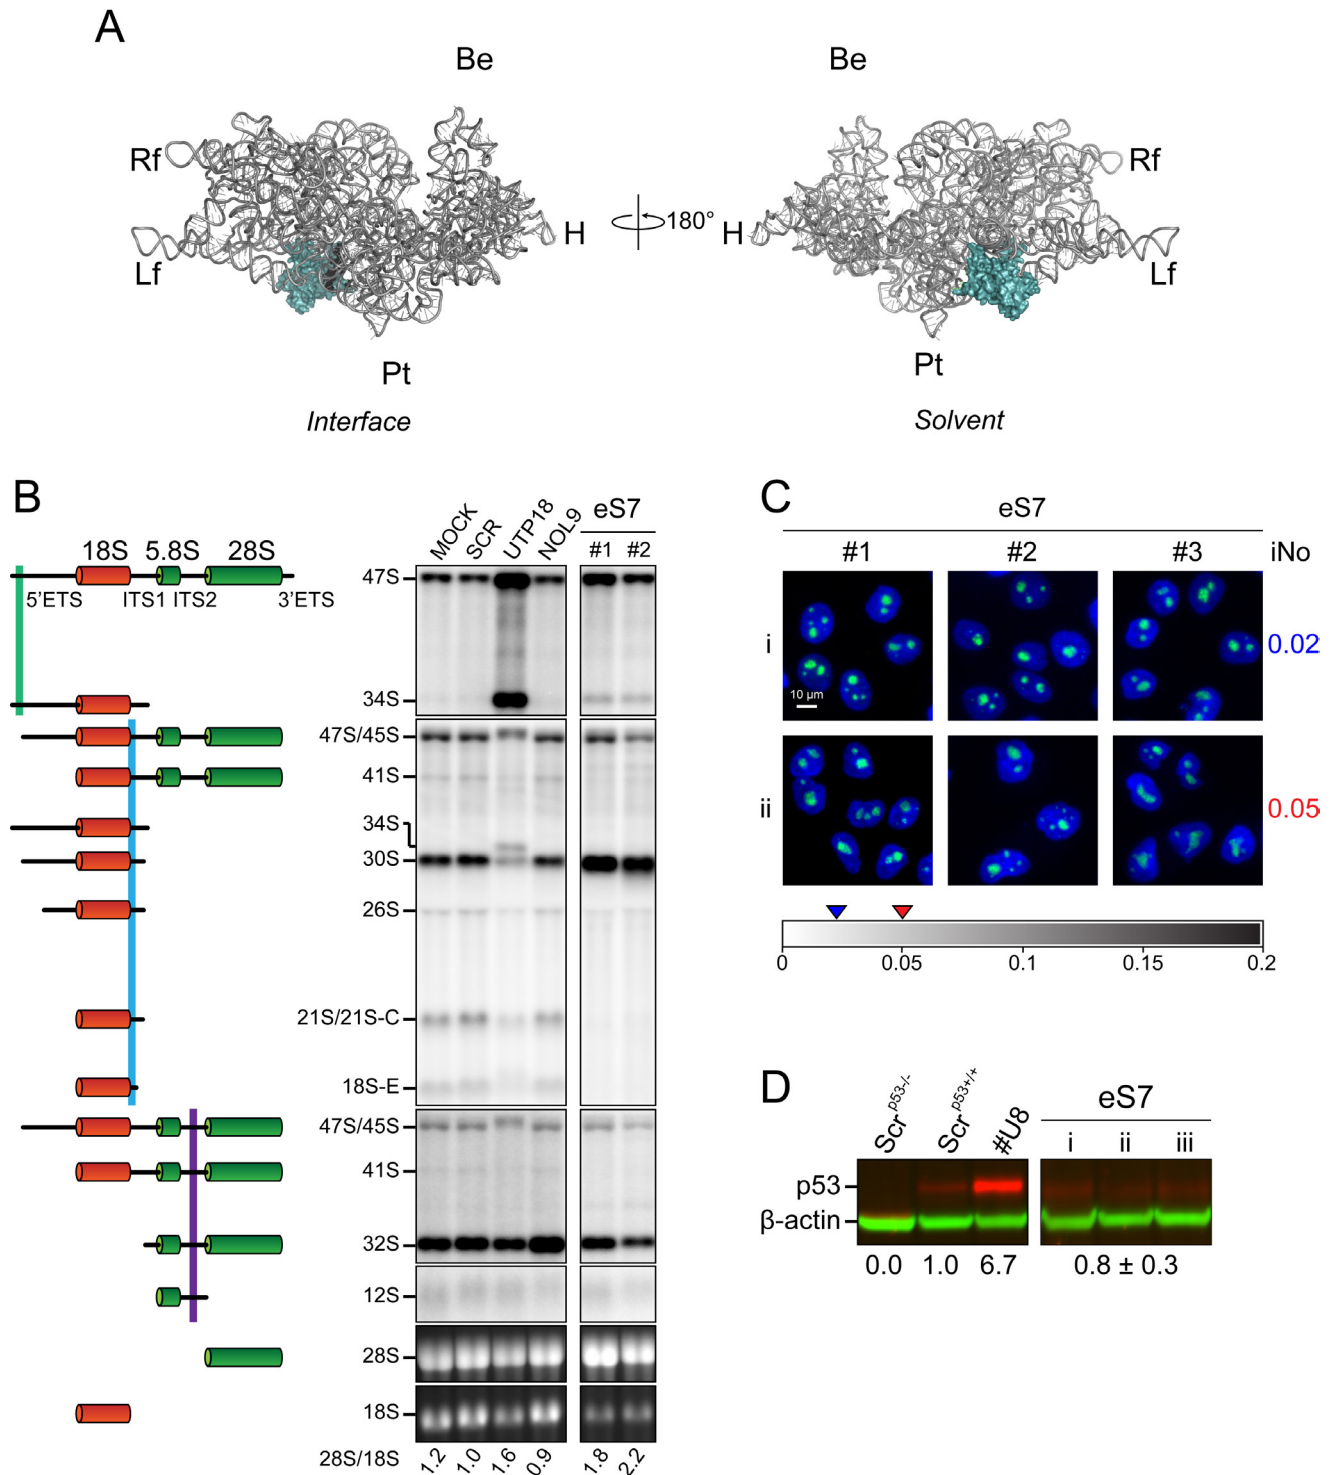 A
Be
Be
Rf
Rf
H
180°
H
Lf
Lf
Pt
Pt
Interface
Solvent
B
MOCK
SCR
UTP18
NOL9
eS7
#1
#2
18S
5.8S
28S
5'ETS
ITS1
ITS2
3'ETS
47S
34S
47S/45S
41S
34S
30S
26S
21S/21S-C
18S-E
47S/45S
41S
32S
12S
28S
18S
28S/18S
1.2
1.0
1.6
0.9
1.8
2.2
C
eS7
#1
#2
#3
iNo
i
10 µm
0.02
ii
0.05
0
0.05
0.1
0.15
0.2
D
Scr p53-/-
Scr p53+/+
#U8
eS7
i
ii
iii
p53
β-actin
0.0
1.0
6.7
0.8 ± 0.3